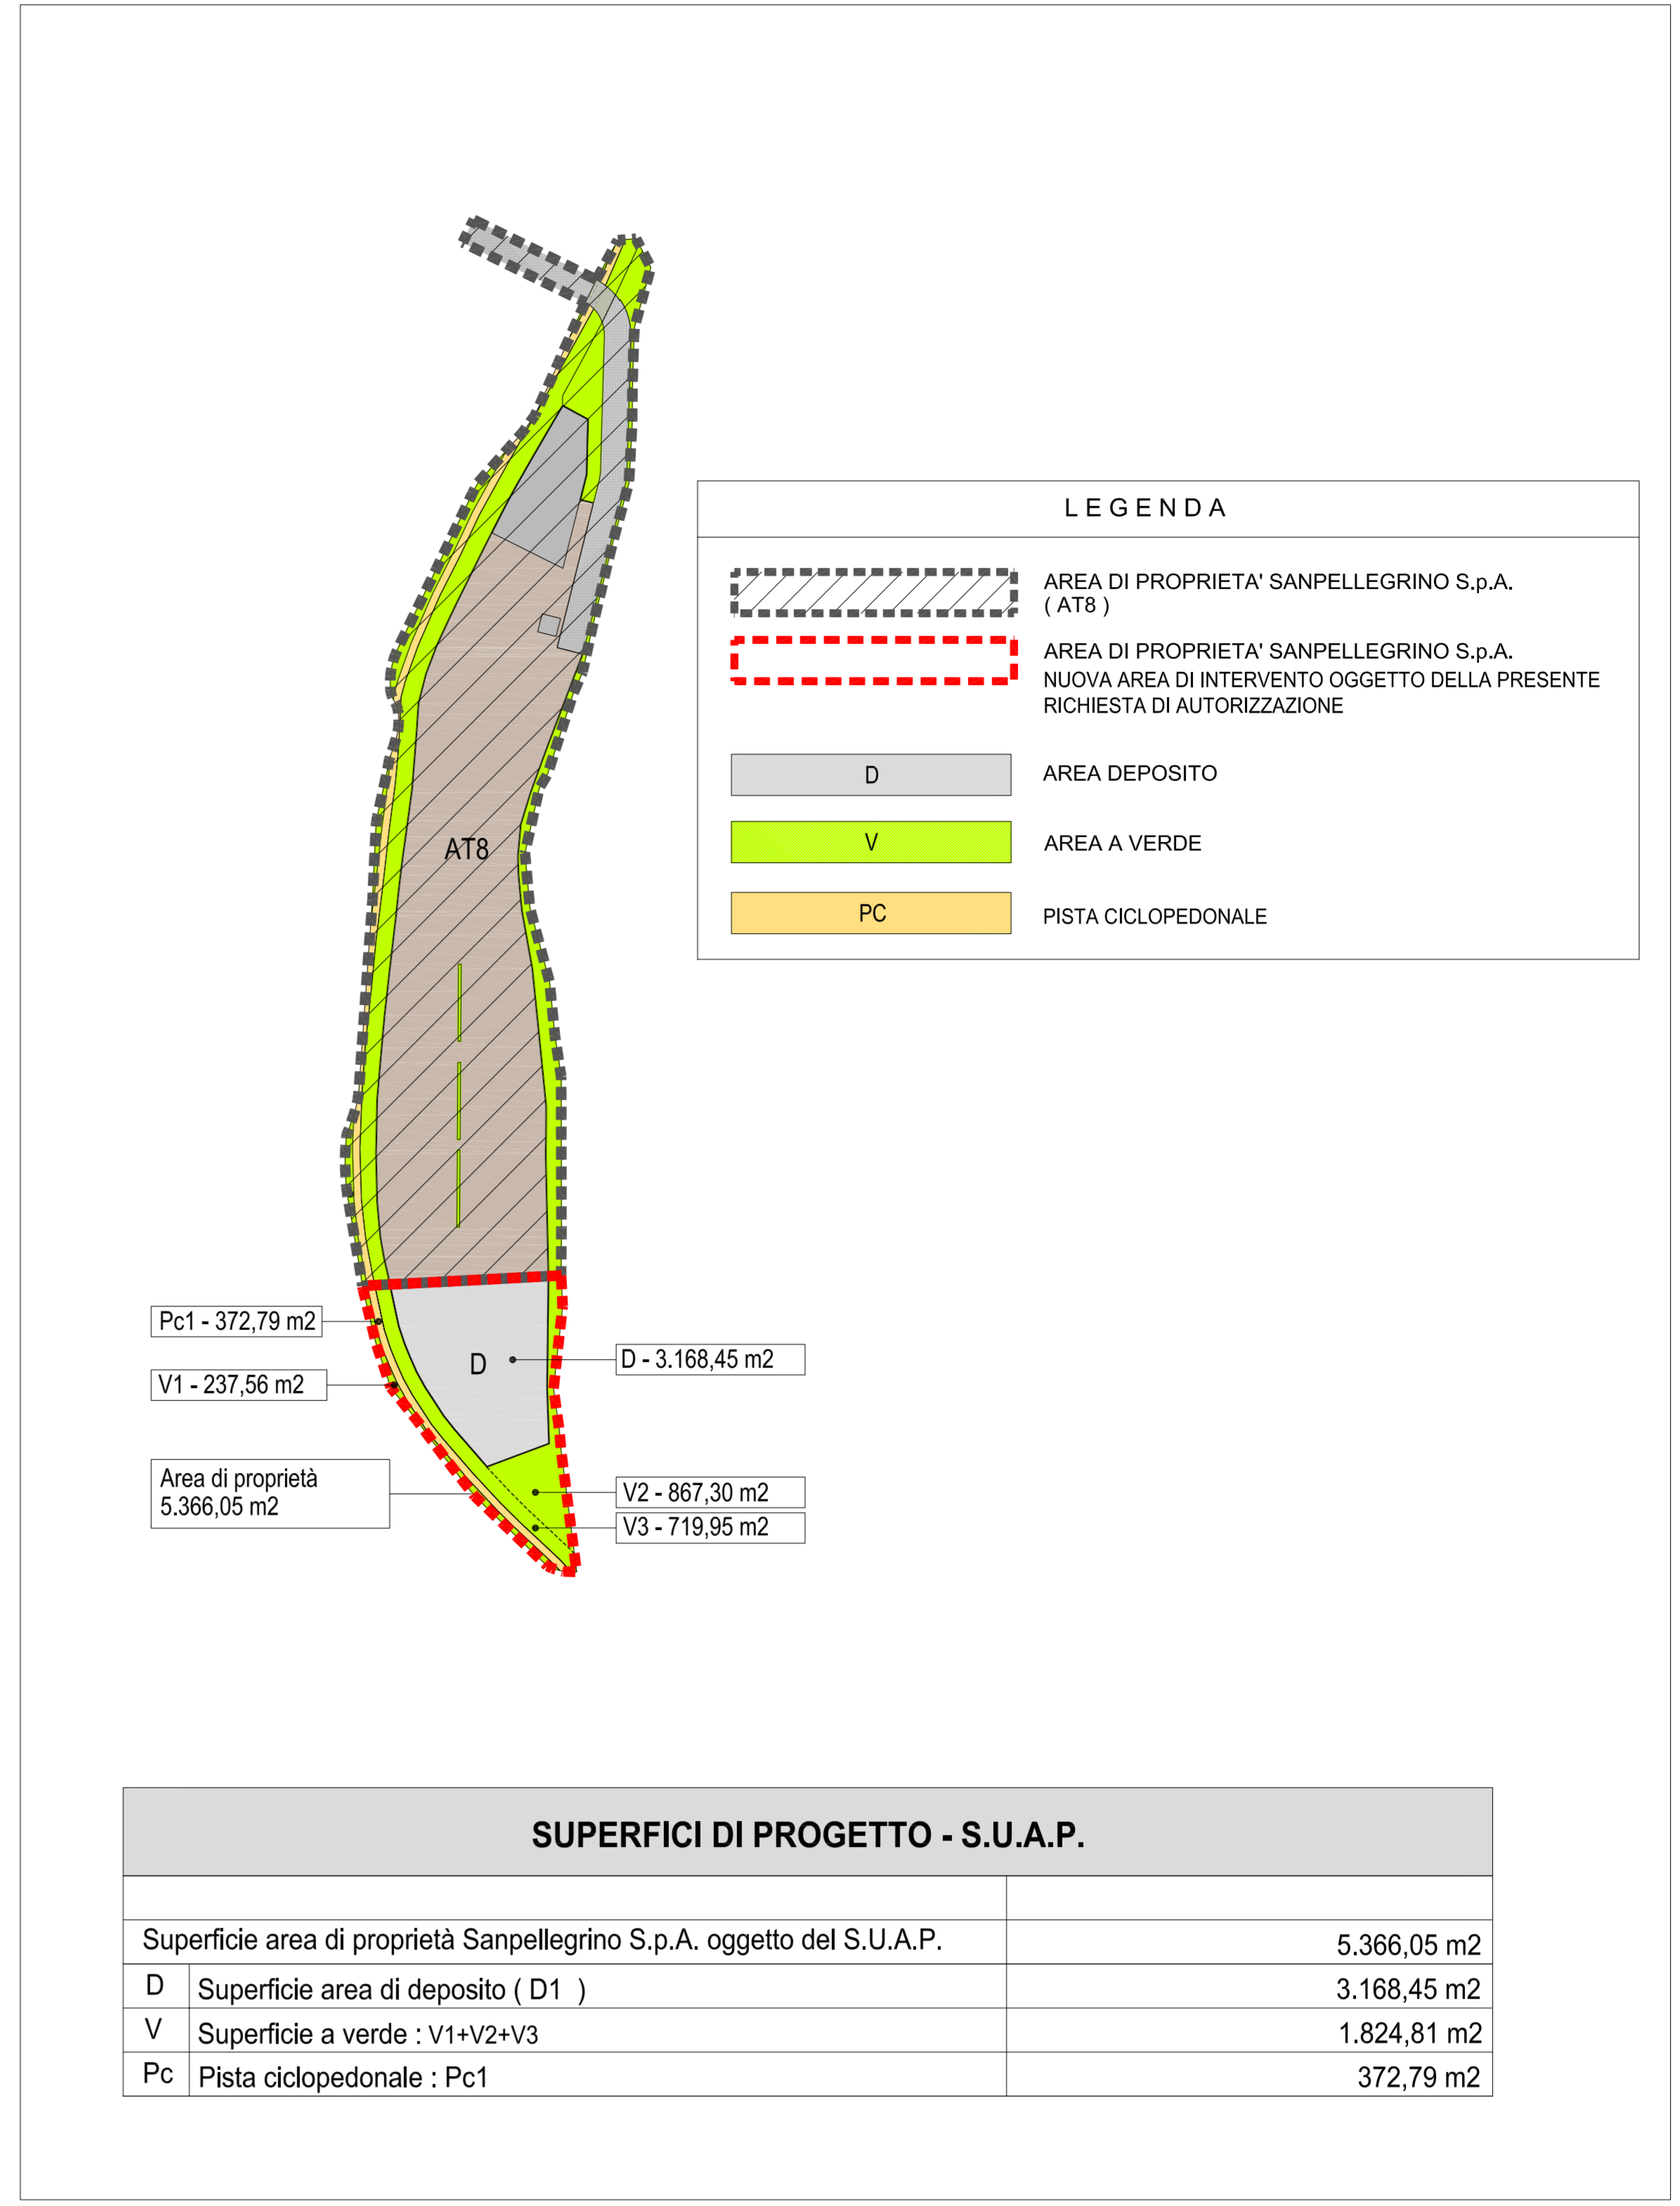 L E G E N D A
AREA DI PROPRIETA' SANPELLEGRINO S.p.A.
( AT8 )
AREA DI PROPRIETA' SANPELLEGRINO S.p.A.
NUOVA AREA DI INTERVENTO OGGETTO DELLA PRESENTE
RICHIESTA DI AUTORIZZAZIONE
D AREA DEPOSITO
V AREA A VERDE
PC PISTA CICLOPEDONALE
AT8
Pc1 - 372,79 m2
V1 - 237,56 m2
D
D - 3.168,45 m2
Area di proprietà
5.366,05 m2
V2 - 867,30 m2
V3 - 719,95 m2
SUPERFICI DI PROGETTO - S.U.A.P.
Superficie area di proprietà Sanpellegrino S.p.A. oggetto del S.U.A.P. 5.366,05 m2
D Superficie area di deposito ( D1 ) 3.168,45 m2
V Superficie a verde : V1+V2+V3 1.824,81 m2
Pc Pista ciclopedonale : Pc1 372,79 m2